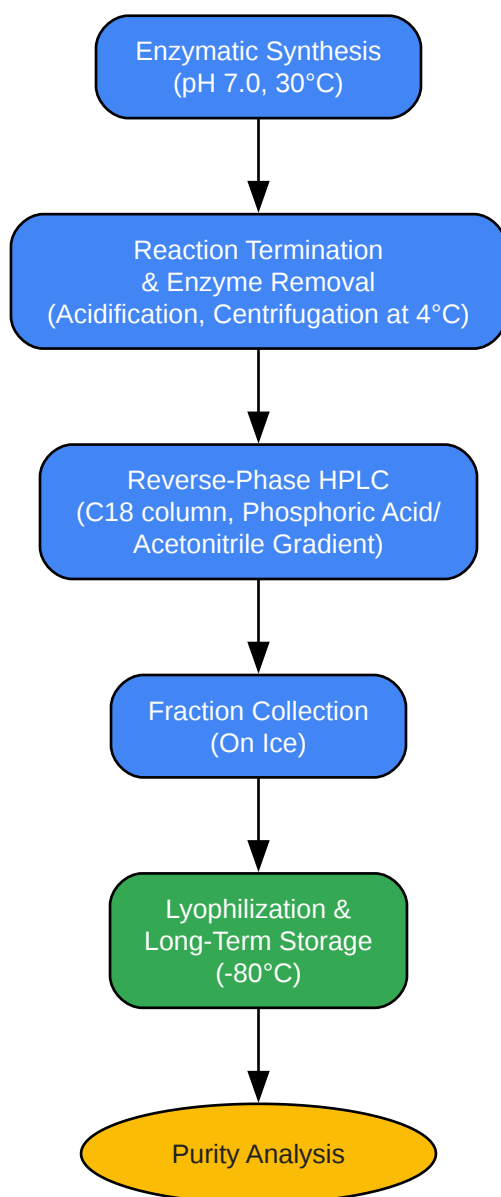 Enzymatic Synthesis
(pH 7.0, 30°C)
Reaction Termination
& Enzyme Removal
(Acidification, Centrifugation at 4°C)
Reverse-Phase HPLC
(C18 column, Phosphoric Acid/
Acetonitrile Gradient)
Fraction Collection
(On Ice)
Lyophilization &
Long-Term Storage
(-80°C)
Purity Analysis